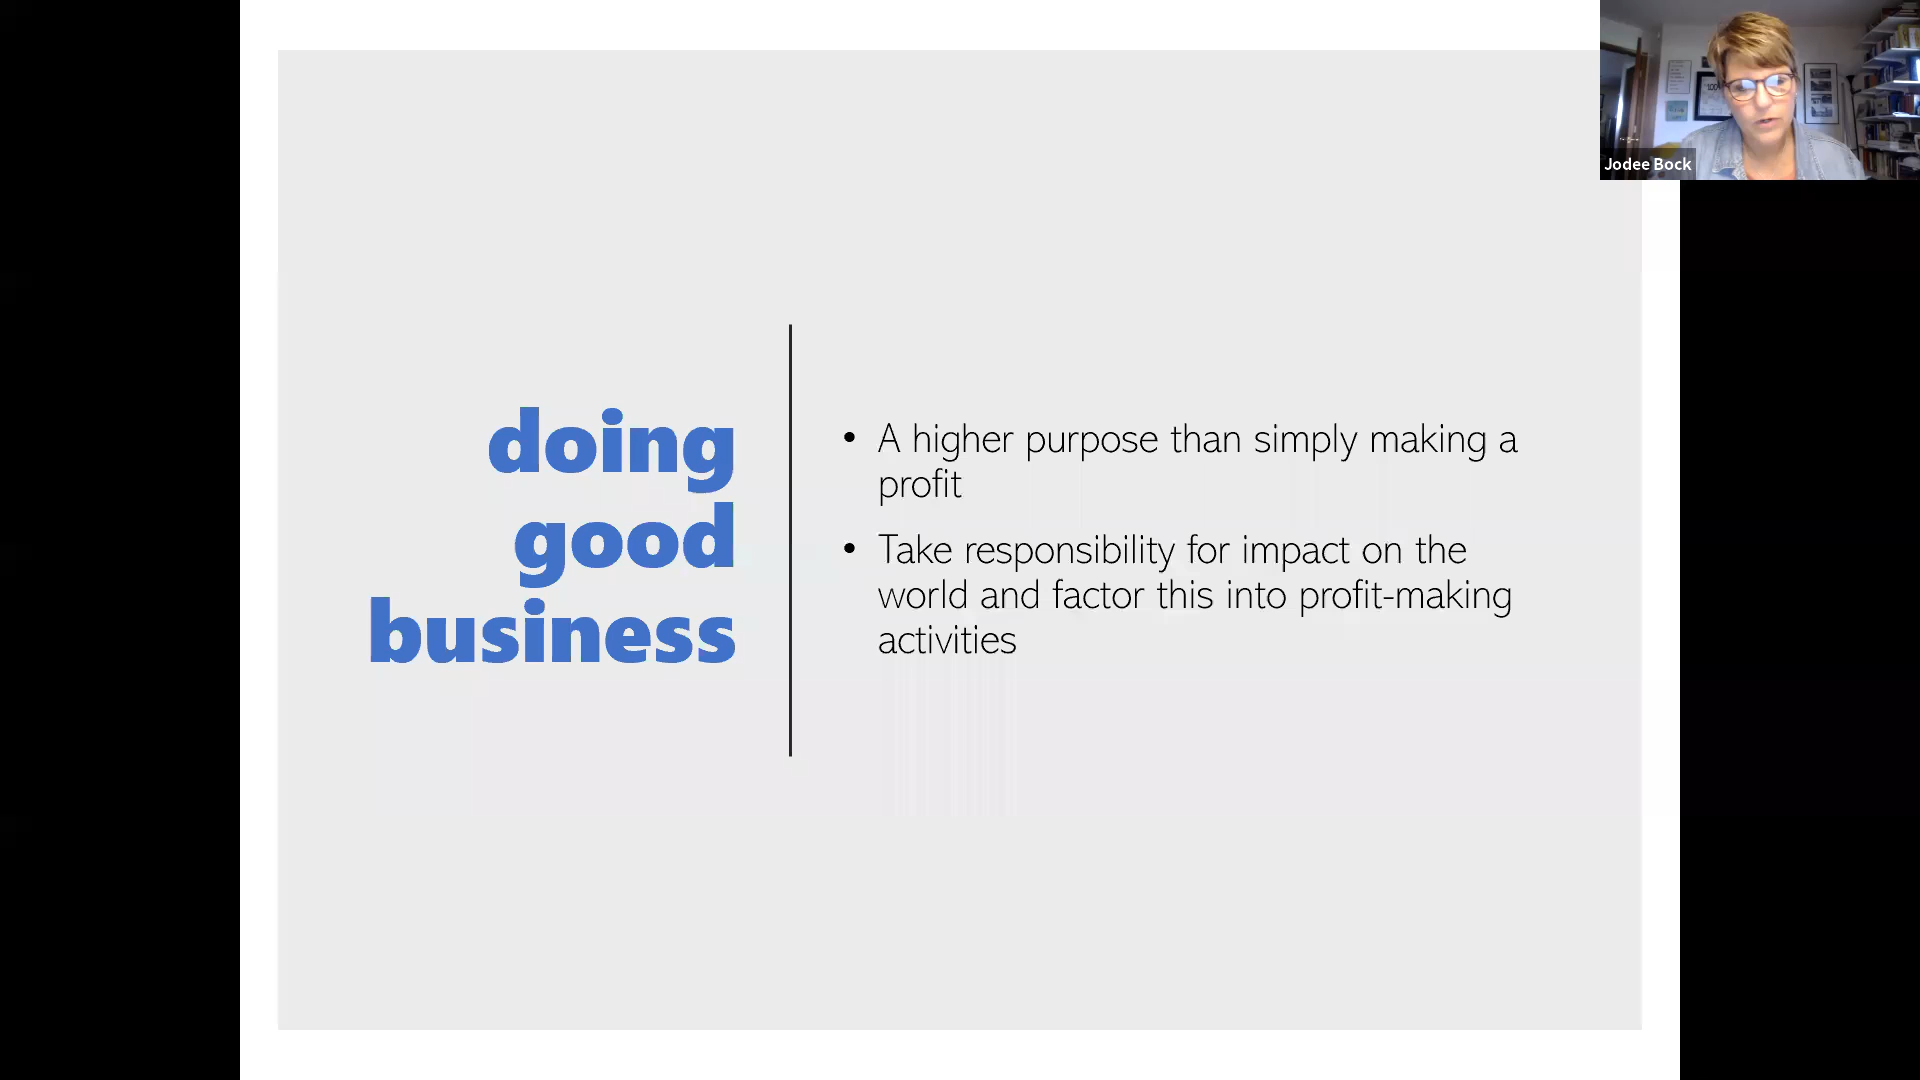 Jodee Bock
doing
good
business
• A higher purpose than simply making a
profit
• Take responsibility for impact on the
world and factor this into profit-making
activities